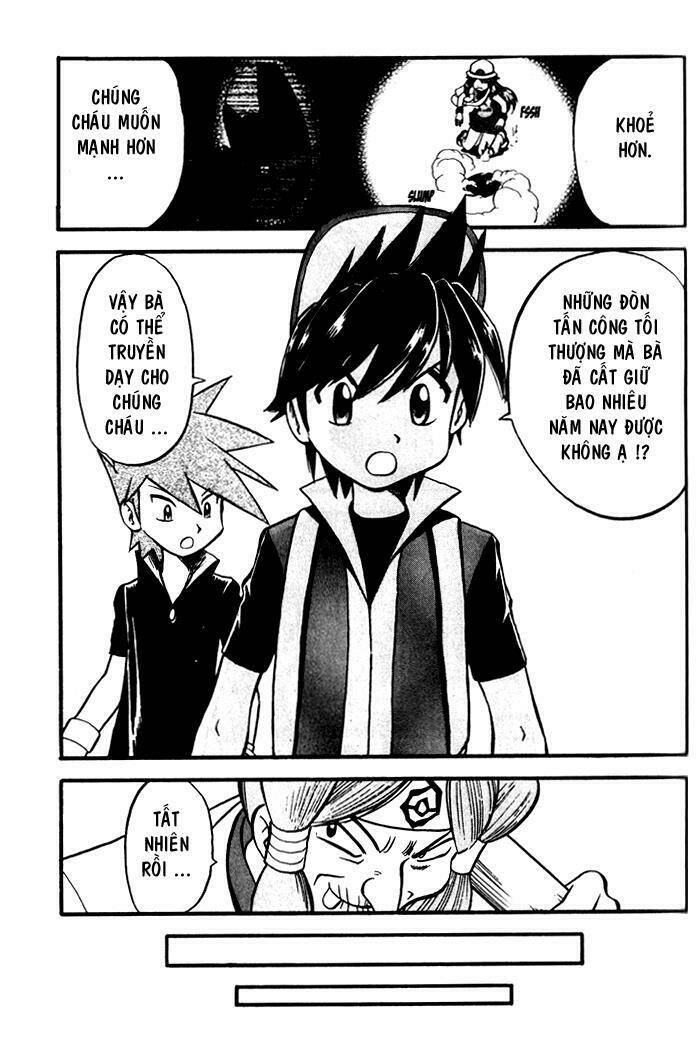 KHOẺ
HƠN.
FSSH
SLUMP
CHÚNG
CHÁU MUỐN
MẠNH HƠN
...
NHỮNG ĐÒN
TẤN CÔNG TỐI
THƯỢNG MÀ BÀ
ĐÃ CẤT GIỮ
BAO NHIÊU
NĂM NAY ĐƯỢC
KHÔNG Ạ !?
VẬY BÀ
CÓ THỂ
TRUYỀN
DẠY CHO
CHÚNG
CHÁU ...
TẤT
NHIÊN
RỒI ...